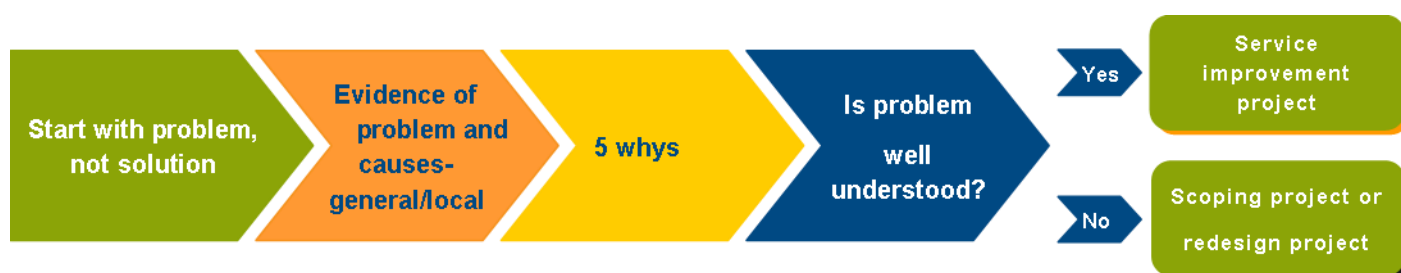 Start with problem,
not solution
Evidence of
problem and
causes-
general/local
5 whys
Is problem
well
understood?
Yes
Service
improvement
project
No
Scoping project or
redesign project